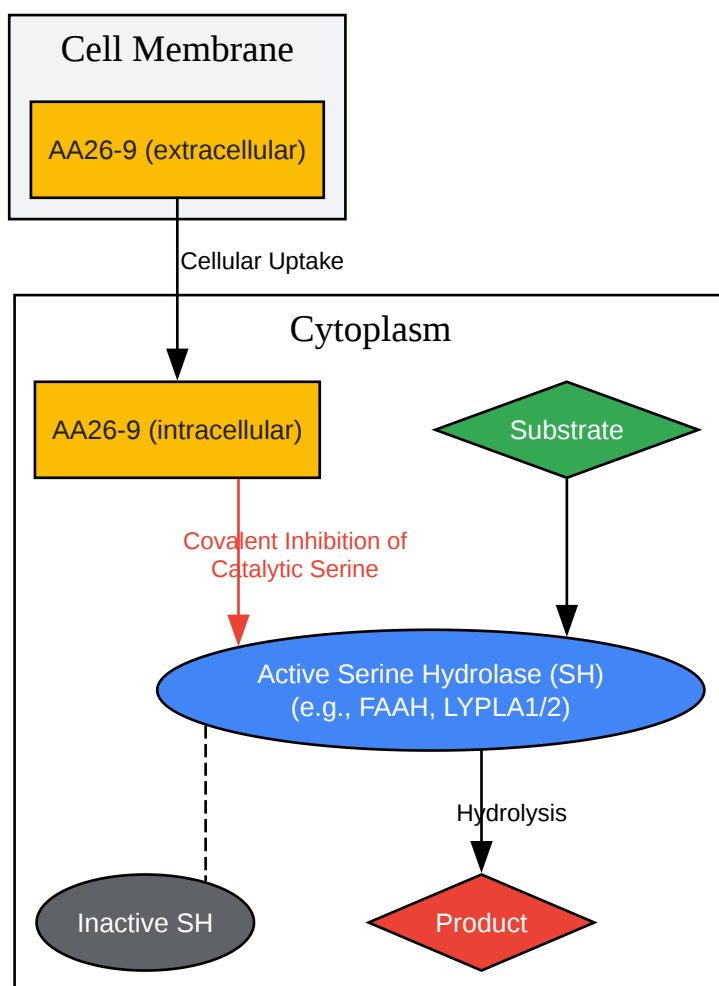 Cell Membrane
AA26-9 (extracellular)
Cellular Uptake
Cytoplasm
AA26-9 (intracellular)
Substrate
Covalent Inhibition of
Catalytic Serine
Active Serine Hydrolase (SH)
(e.g., FAAH, LYPLA1/2)
Hydrolysis
Inactive SH
Product